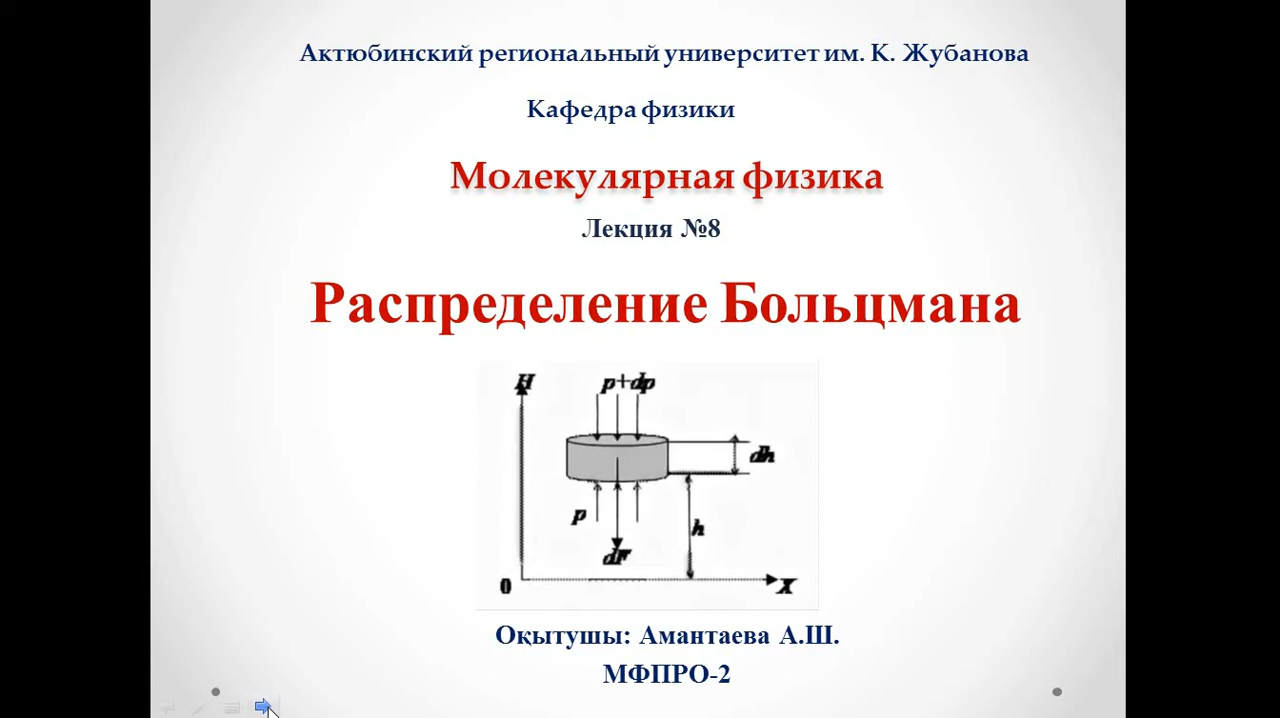 Актюбинский региональный университет им. К. Жубанова
Кафедра физики
Молекулярная физика
Лекция №8
Распределение Больцмана
H
p+dp
dh
p
h
dF
0
X
Оқытушы: Амантаева А.Ш.
МФПРО-2